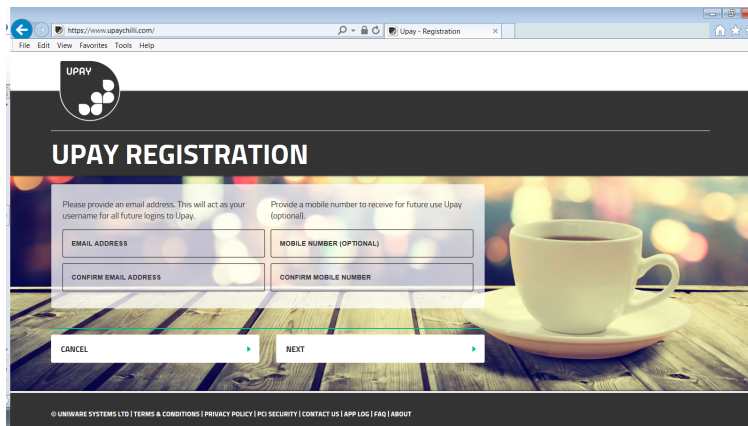 https://www.upaychilli.com/
Upay - Registration
File Edit View Favorites Tools Help
UPAY
UPAY REGISTRATION
Please provide an email address. This will act as your
username for all future logins to Upay.
Provide a mobile number to receive for future use Upay
(optional).
EMAIL ADDRESS
MOBILE NUMBER (OPTIONAL)
CONFIRM EMAIL ADDRESS
CONFIRM MOBILE NUMBER
CANCEL
NEXT
© UNIWARE SYSTEMS LTD | TERMS & CONDITIONS | PRIVACY POLICY | PCI SECURITY | CONTACT US | APP LOG | FAQ | ABOUT